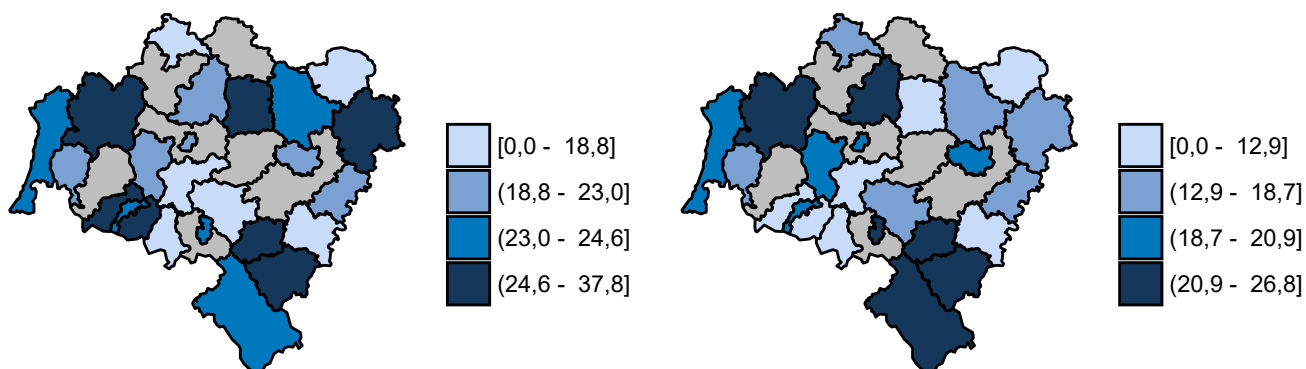 [0,0 - 18,8]
(18,8 - 23,0]
(23,0 - 24,6]
(24,6 - 37,8]
[0,0 - 12,9]
(12,9 - 18,7]
(18,7 - 20,9]
(20,9 - 26,8]